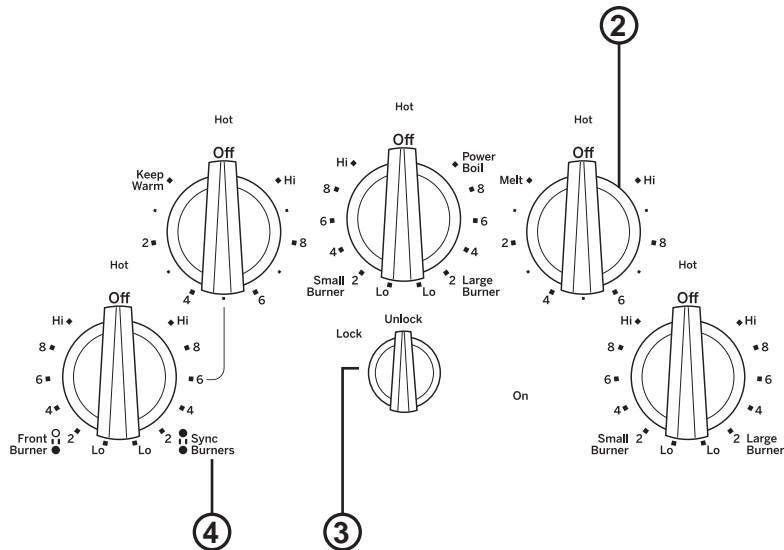 2
Hot
Off
Keep
Warm
Hi
2
8
4
6
Hot
Off
Hi
Power
Boil
8
8
6
6
4
4
Small
Burner
2
2
Large
Burner
Lo
Lo
Hot
Off
Melt
Hi
2
8
4
6
Hot
Off
Hi
Hi
8
8
6
6
4
4
Front
Burner
2
2
Sync
Burners
Lo
Lo
Unlock
Lock
On
Hot
Off
Hi
Hi
8
8
6
6
4
4
Small
Burner
2
2
Large
Burner
Lo
Lo
4
3